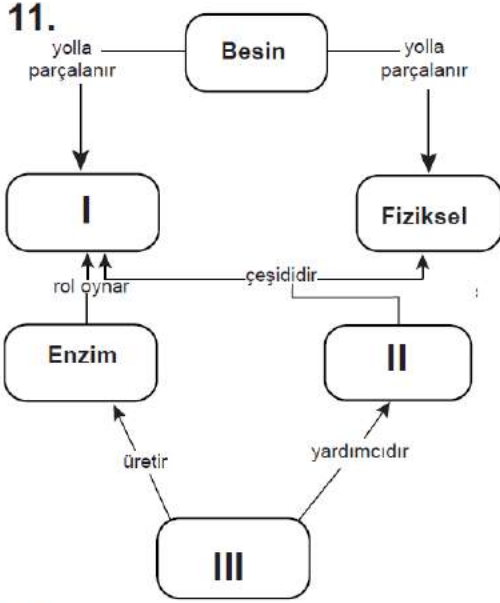 11.
Besin
yolla
parçalanır
yolla
parçalanır
I
Fiziksel
rol oynar
çeşididir
Enzim
II
üretir
yardımcıdır
III